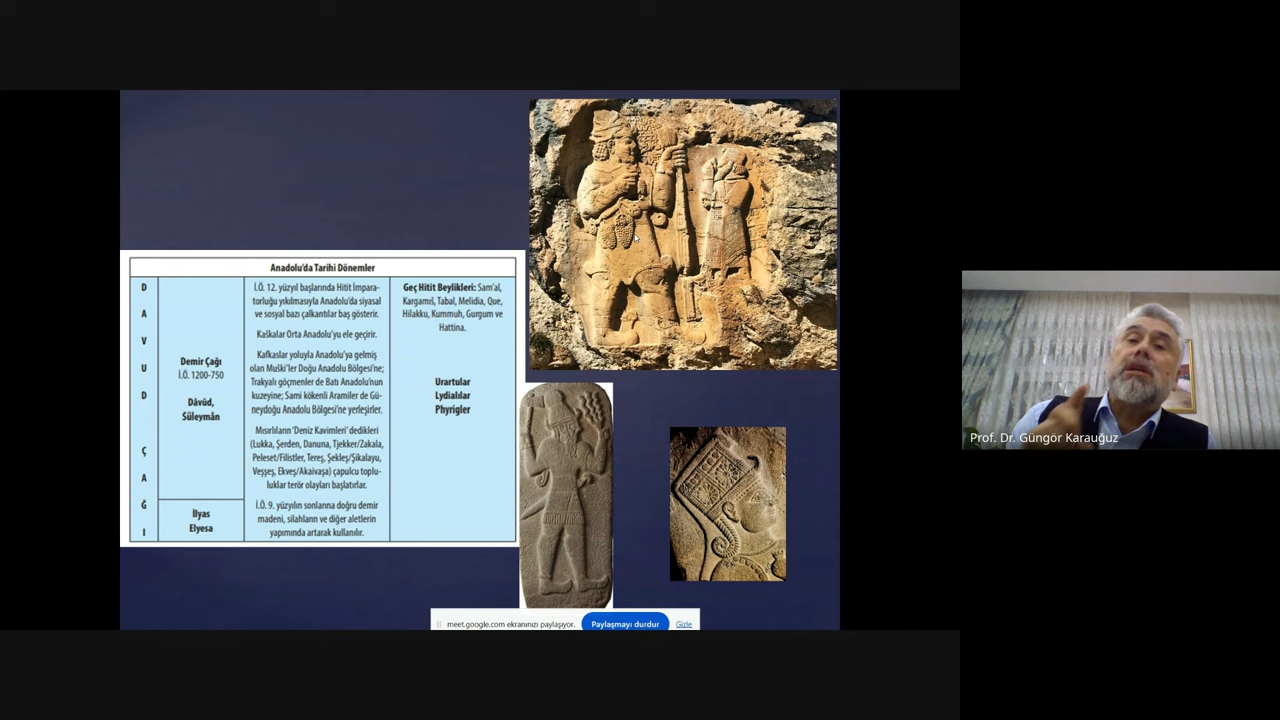 Anadolu'da Tarihi Dönemler
D
A
V
U
D
Ç
A
Ğ
I
Demir Çağı
İ.Ö. 1200-750
Dâvûd,
Süleymân
İlyas
Elyesa
İ.Ö. 12. yüzyıl başlarında Hitit İmpara-
torluğu yıkılmasıyla Anadolu'da siyasal
ve sosyal bazı çalkantılar baş gösterir.
Kaškalar Orta Anadolu'yu ele geçirir.
Kafkaslar yoluyla Anadolu'ya gelmiş
olan Muški'ler Doğu Anadolu Bölgesi'ne;
Trakyalı göçmenler de Batı Anadolu'nun
kuzeyine; Sami kökenli Aramiler de Gü-
neydoğu Anadolu Bölgesi'ne yerleşirler.
Mısırlıların 'Deniz Kavimleri' dedikleri
(Lukka, Şerden, Danuna, Tjekker/Zakala,
Peleset/Filistler, Tereş, Şekleş/Şikalayu,
Veşşeş, Ekveş/Akaivaşa) çapulcu toplu-
luklar terör olayları başlatırlar.
İ.Ö. 9. yüzyılın sonlarına doğru demir
madeni, silahların ve diğer aletlerin
yapımında artarak kullanılır.
Geç Hitit Beylikleri: Sam'al,
Kargamış, Tabal, Melidia, Que,
Hilakku, Kummuh, Gurgum ve
Hattina.
Urartular
Lydialılar
Phyrigler
meet.google.com ekranınızı paylaşıyor. Paylaşmayı durdur Gizle
Prof. Dr. Güngör Karauğuz